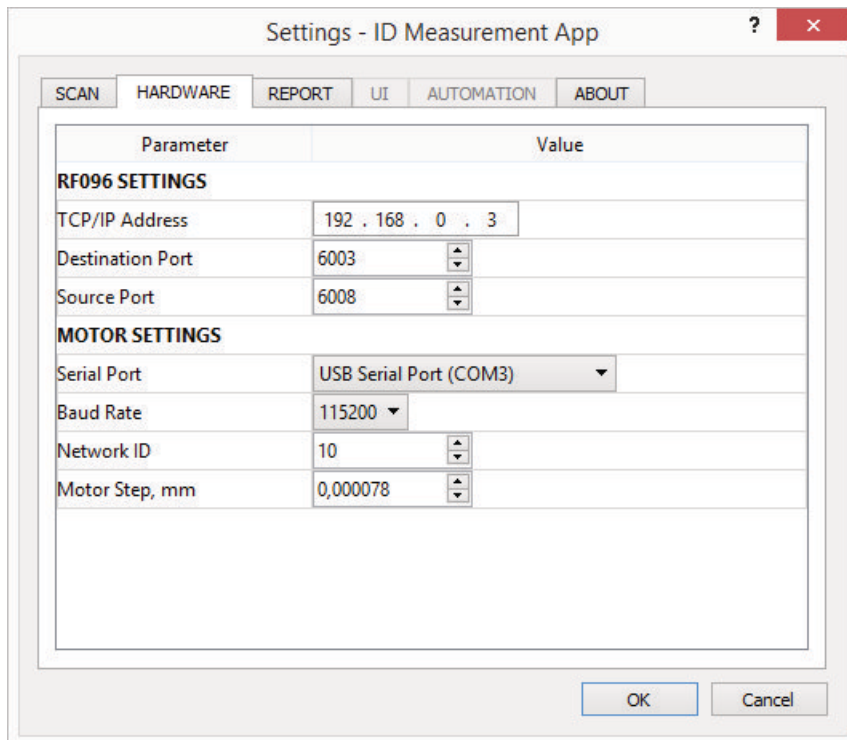 Settings - ID Measurement App ?
SCAN HARDWARE REPORT UI AUTOMATION ABOUT
Parameter Value
RF096 SETTINGS
TCP/IP Address 192 . 168 . 0 . 3
Destination Port 6003
Source Port 6008
MOTOR SETTINGS
Serial Port USB Serial Port (COM3)
Baud Rate 115200
Network ID 10
Motor Step, mm 0,000078
OK Cancel